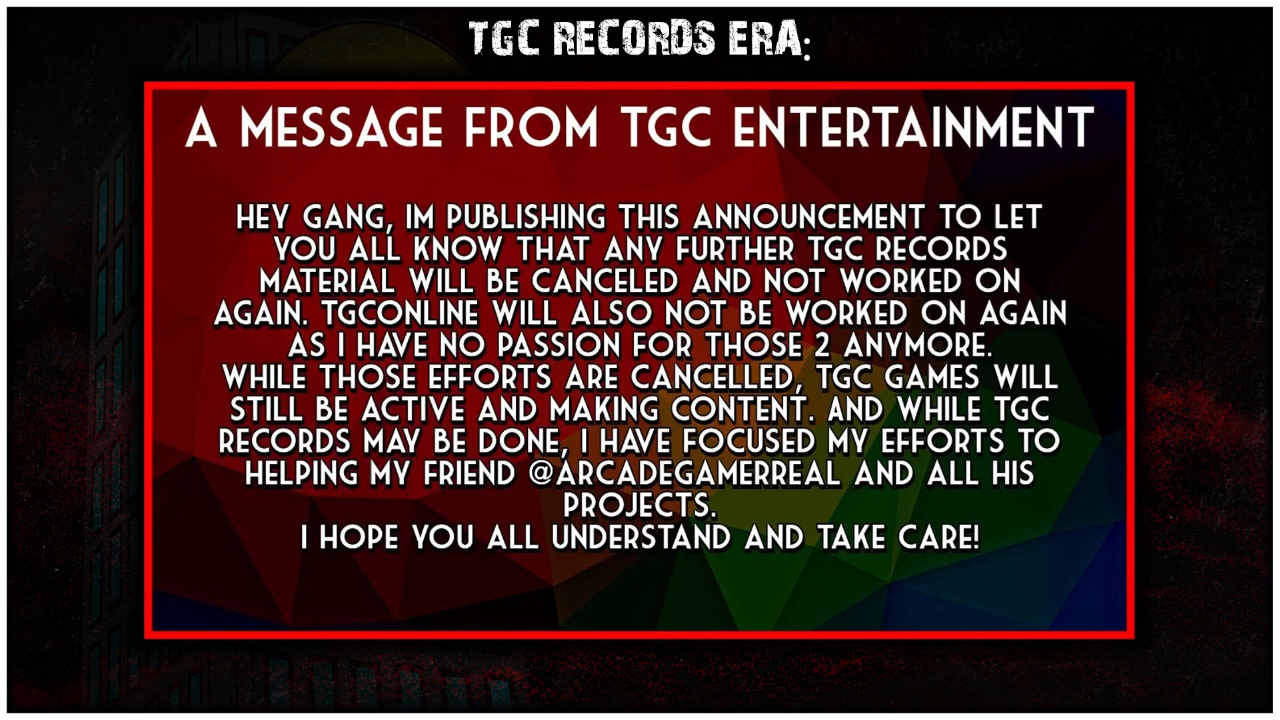 TGC RECORDS ERA:
A MESSAGE FROM TGC ENTERTAINMENT
HEY GANG, IM PUBLISHING THIS ANNOUNCEMENT TO LET
YOU ALL KNOW THAT ANY FURTHER TGC RECORDS
MATERIAL WILL BE CANCELED AND NOT WORKED ON
AGAIN. TGCONLINE WILL ALSO NOT BE WORKED ON AGAIN
AS I HAVE NO PASSION FOR THOSE 2 ANYMORE.
WHILE THOSE EFFORTS ARE CANCELLED, TGC GAMES WILL
STILL BE ACTIVE AND MAKING CONTENT. AND WHILE TGC
RECORDS MAY BE DONE, I HAVE FOCUSED MY EFFORTS TO
HELPING MY FRIEND @ARCADEGAMERREAL AND ALL HIS
PROJECTS.
I HOPE YOU ALL UNDERSTAND AND TAKE CARE!